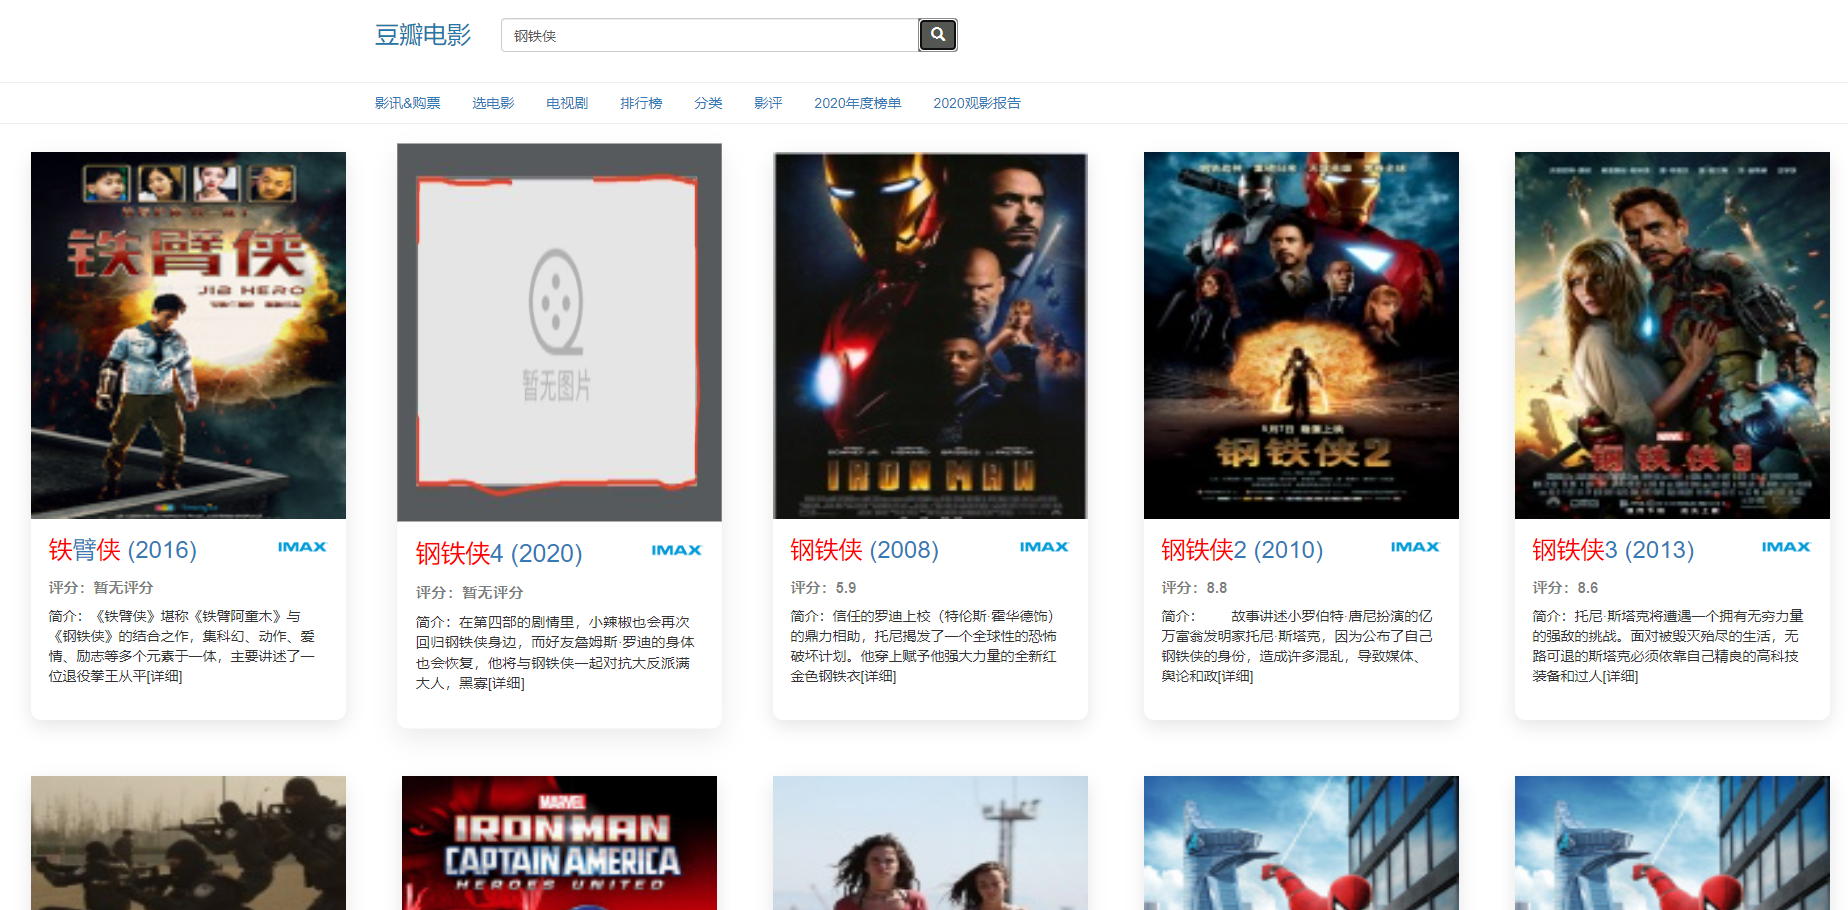 豆瓣电影
钢铁侠
影讯&购票 选电影 电视剧 排行榜 分类 影评 2020年度榜单 2020观影报告
铁臂侠
JIB HERO
铁臂侠 (2016)
IMAX
评分：暂无评分
简介：《铁臂侠》堪称《铁臂阿童木》与
《钢铁侠》的结合之作，集科幻、动作、爱
情、励志等多个元素于一体，主要讲述了一
位退役拳王从平[详细]
暂无图片
钢铁侠4 (2020)
IMAX
评分：暂无评分
简介：在第四部的剧情里，小辣椒也会再次
回归钢铁侠身边，而好友詹姆斯·罗迪的身体
也会恢复，他将与钢铁侠一起对抗大反派满
大人，黑寡[详细]
IRON MAN
钢铁侠 (2008)
IMAX
评分：5.9
简介：信任的罗迪上校（特伦斯·霍华德饰）
的鼎力相助，托尼揭发了一个全球性的恐怖
破坏计划。他穿上赋予他强大力量的全新红
金色钢铁衣[详细]
5月7日 震撼上映
钢铁侠2
钢铁侠2 (2010)
IMAX
评分：8.8
简介： 故事讲述小罗伯特·唐尼扮演的亿
万富翁发明家托尼·斯塔克，因为公布了自己
钢铁侠的身份，造成许多混乱，导致媒体、
舆论和政[详细]
MARVEL
钢铁侠3
钢铁侠3 (2013)
IMAX
评分：8.6
简介：托尼·斯塔克将遭遇一个拥有无穷力量
的强敌的挑战。面对被毁灭殆尽的生活，无
路可退的斯塔克必须依靠自己精良的高科技
装备和过人[详细]
MARVEL
IRON MAN
CAPTAIN AMERICA
HEROES UNITED